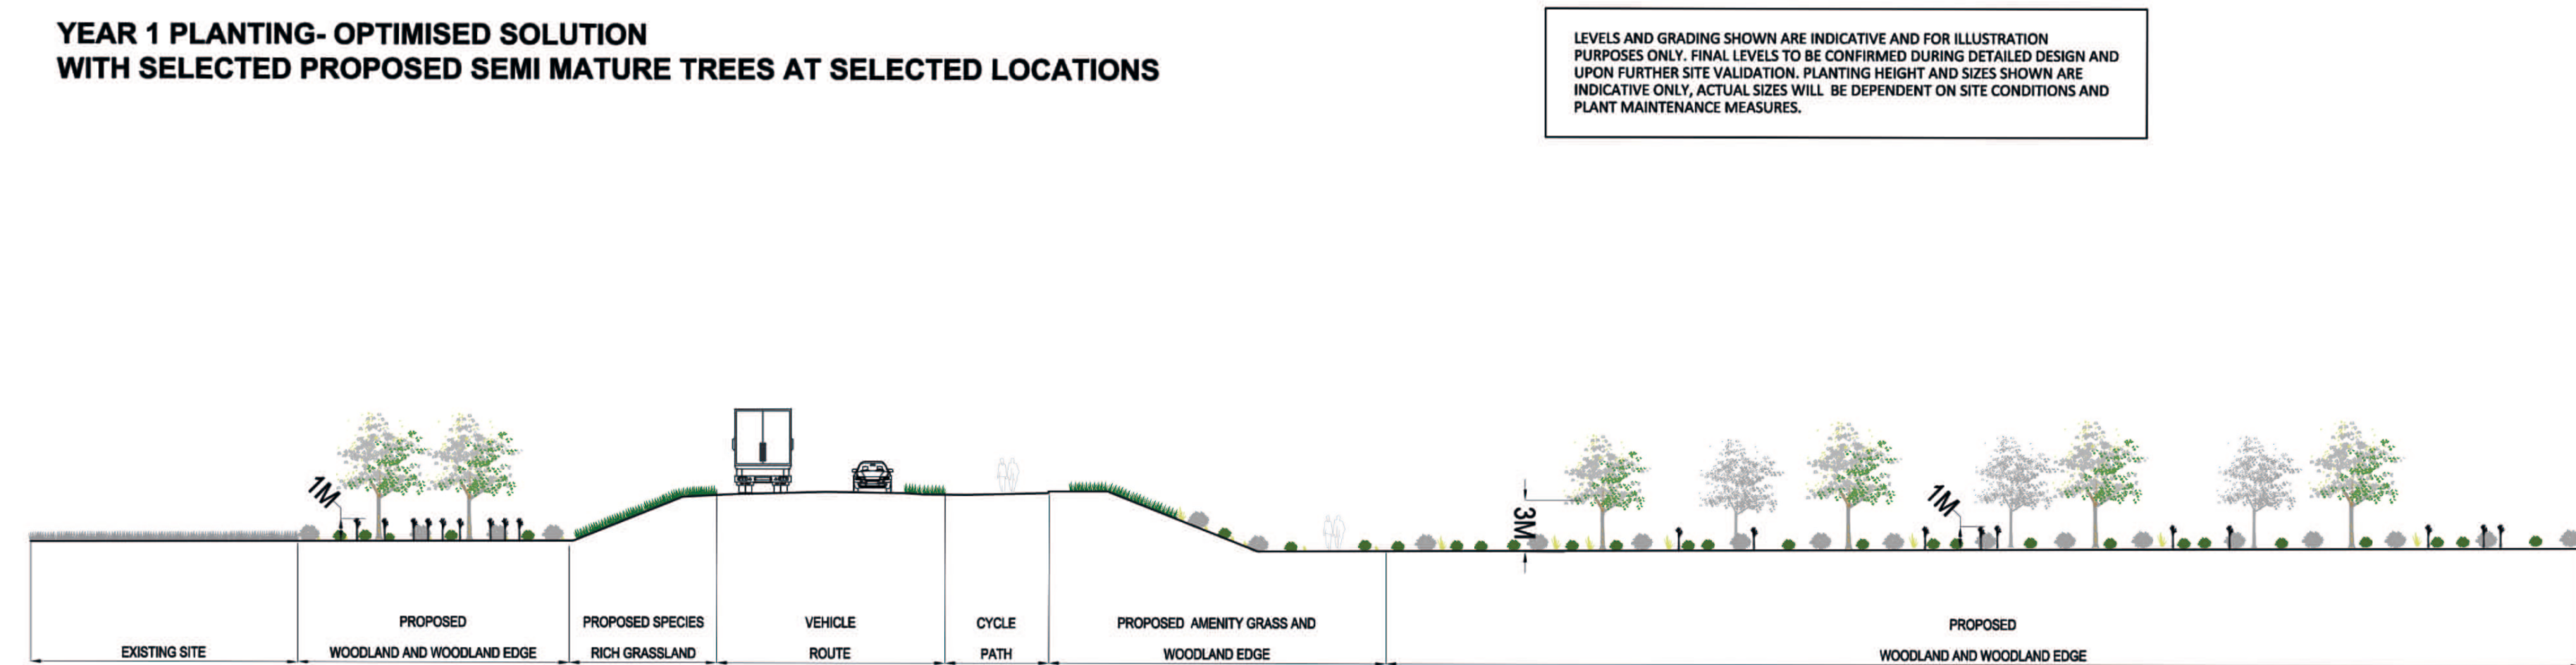 YEAR 1 PLANTING- OPTIMISED SOLUTION
WITH SELECTED PROPOSED SEMI MATURE TREES AT SELECTED LOCATIONS
LEVELS AND GRADING SHOWN ARE INDICATIVE AND FOR ILLUSTRATION
PURPOSES ONLY. FINAL LEVELS TO BE CONFIRMED DURING DETAILED DESIGN AND
UPON FURTHER SITE VALIDATION. PLANTING HEIGHT AND SIZES SHOWN ARE
INDICATIVE ONLY, ACTUAL SIZES WILL BE DEPENDENT ON SITE CONDITIONS AND
PLANT MAINTENANCE MEASURES.
1M
3M
1M
EXISTING SITE
PROPOSED
WOODLAND AND WOODLAND EDGE
PROPOSED SPECIES
RICH GRASSLAND
VEHICLE
ROUTE
CYCLE
PATH
PROPOSED AMENITY GRASS AND
WOODLAND EDGE
PROPOSED
WOODLAND AND WOODLAND EDGE